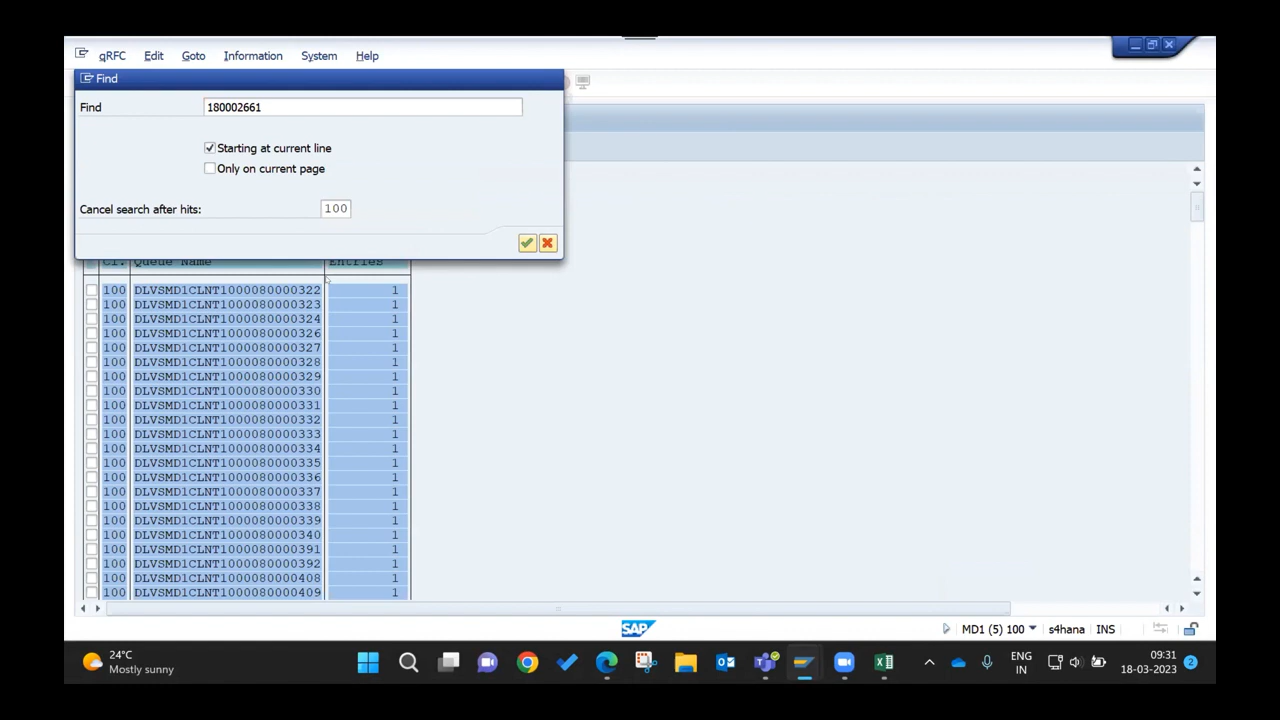 qRFC Edit Goto Information System Help
Find
Find 180002661
Starting at current line
Only on current page
Cancel search after hits: 100
Cl. Queue Name Entries
100 DLVSMD1CLNT1000080000322 1
100 DLVSMD1CLNT1000080000323 1
100 DLVSMD1CLNT1000080000324 1
100 DLVSMD1CLNT1000080000326 1
100 DLVSMD1CLNT1000080000327 1
100 DLVSMD1CLNT1000080000328 1
100 DLVSMD1CLNT1000080000329 1
100 DLVSMD1CLNT1000080000330 1
100 DLVSMD1CLNT1000080000331 1
100 DLVSMD1CLNT1000080000332 1
100 DLVSMD1CLNT1000080000333 1
100 DLVSMD1CLNT1000080000334 1
100 DLVSMD1CLNT1000080000335 1
100 DLVSMD1CLNT1000080000336 1
100 DLVSMD1CLNT1000080000337 1
100 DLVSMD1CLNT1000080000338 1
100 DLVSMD1CLNT1000080000339 1
100 DLVSMD1CLNT1000080000340 1
100 DLVSMD1CLNT1000080000391 1
100 DLVSMD1CLNT1000080000392 1
100 DLVSMD1CLNT1000080000408 1
100 DLVSMD1CLNT1000080000409 1
SAP MD1 (5) 100 s4hana INS
24°C
Mostly sunny
ENG
IN
09:31
18-03-2023
2